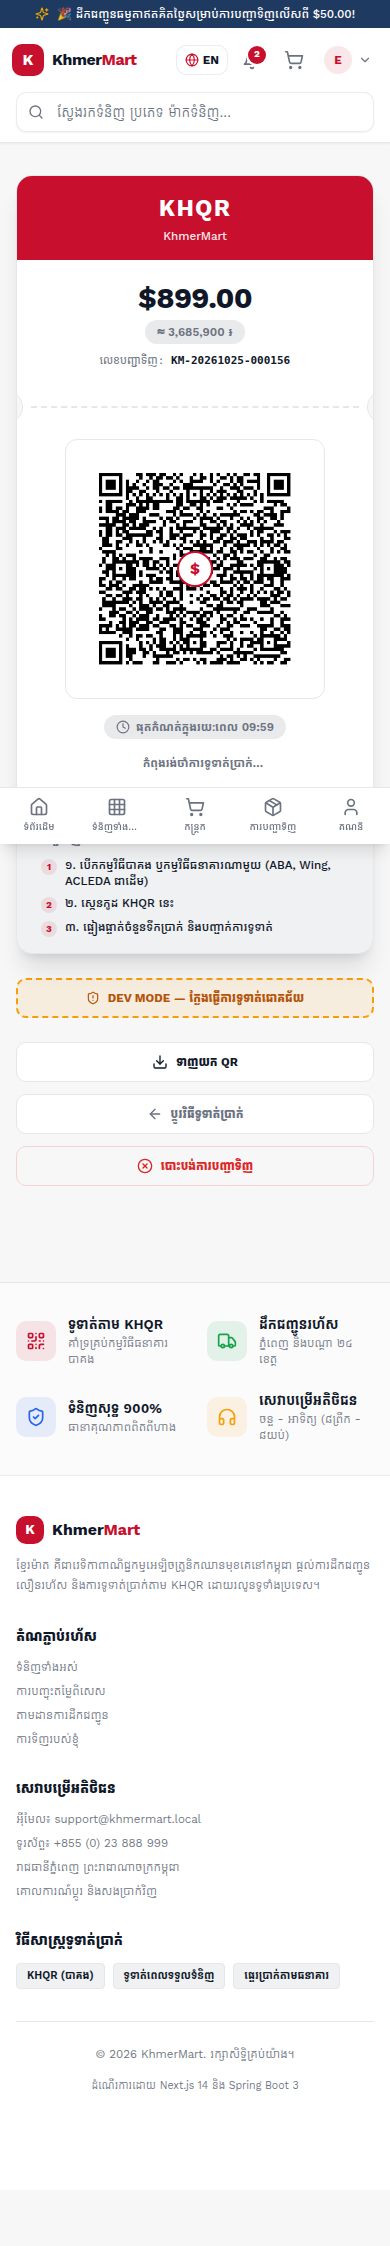 🎉 ដឹកជញ្ជូនធម្មតាឥតគិតថ្លៃសម្រាប់ការបញ្ជាទិញលើសពី $50.00!
K KhmerMart EN 2 E
ស្វែងរកទំនិញ ប្រភេទ ម៉ាកទំនិញ...
KHQR
KhmerMart
$899.00
≈ 3,685,900 ៛
លេខបញ្ជាទិញ: KM-20261025-000156
$
ផុតកំណត់ក្នុងរយៈពេល 09:59
កំពុងរង់ចាំការទូទាត់ប្រាក់...
ទំព័រដើម ទំនិញទាំង... កន្ត្រក ការបញ្ជាទិញ គណនី
1 ១. បើកកម្មវិធីបាគង ឬកម្មវិធីធនាគារណាមួយ (ABA, Wing,
ACLEDA ជាដើម)
2 ២. ស្កេនកូដ KHQR នេះ
3 ៣. ផ្ទៀងផ្ទាត់ចំនួនទឹកប្រាក់ និងបញ្ជាក់ការទូទាត់
DEV MODE — ក្លែងធ្វើការទូទាត់ជោគជ័យ
ទាញយក QR
ប្តូរវិធីទូទាត់ប្រាក់
បោះបង់ការបញ្ជាទិញ
ទូទាត់តាម KHQR
គាំទ្រគ្រប់កម្មវិធីធនាគារ
បាគង
ដឹកជញ្ជូនរហ័ស
ភ្នំពេញ និងបណ្តា ២៤
ខេត្ត
ទំនិញសុទ្ធ ១០០%
ធានាគុណភាពពិតពីហាង
សេវាបម្រើអតិថិជន
ចន្ទ - អាទិត្យ (៨ព្រឹក -
៨យប់)
K KhmerMart
ខ្មែរម៉ាត គឺជាវេទិកាពាណិជ្ជកម្មអេឡិចត្រូនិកឈានមុខគេនៅកម្ពុជា ផ្តល់ការដឹកជញ្ជូន
លឿនរហ័ស និងការទូទាត់ប្រាក់តាម KHQR ដោយរលូនទូទាំងប្រទេស។
តំណភ្ជាប់រហ័ស
ទំនិញទាំងអស់
ការបញ្ចុះតម្លៃពិសេស
តាមដានការដឹកជញ្ជូន
ការទិញរបស់ខ្ញុំ
សេវាបម្រើអតិថិជន
អ៊ីមែល៖ support@khmermart.local
ទូរស័ព្ទ៖ +855 (0) 23 888 999
រាជធានីភ្នំពេញ ព្រះរាជាណាចក្រកម្ពុជា
គោលការណ៍ប្តូរ និងសងប្រាក់វិញ
វិធីសាស្ត្រទូទាត់ប្រាក់
KHQR (បាគង) ទូទាត់ពេលទទួលទំនិញ ផ្ទេរប្រាក់តាមធនាគារ
© 2026 KhmerMart. រក្សាសិទ្ធិគ្រប់យ៉ាង។
ដំណើរការដោយ Next.js 14 និង Spring Boot 3